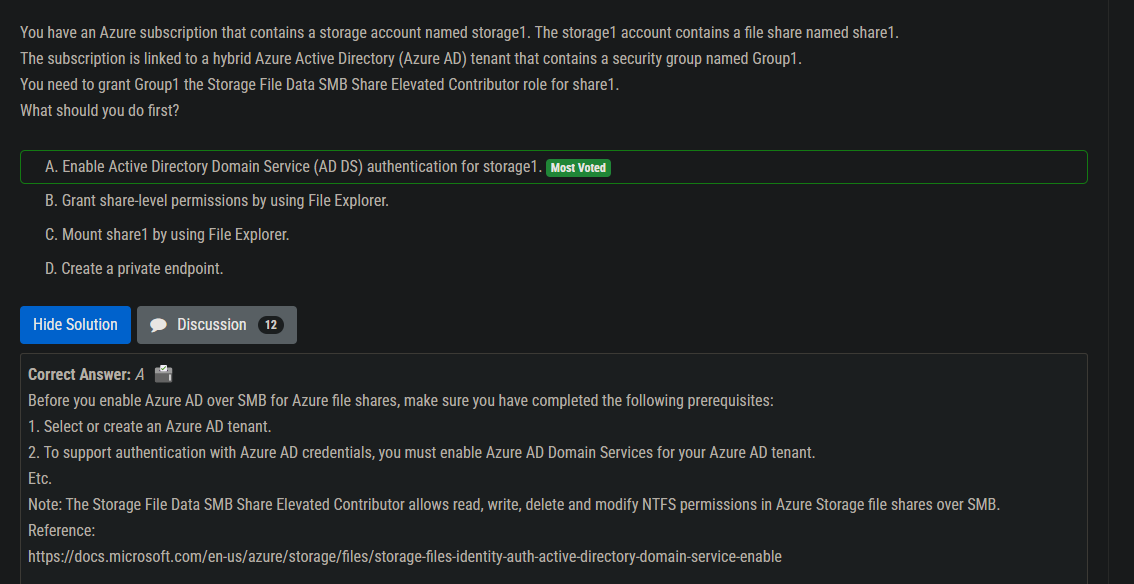 You have an Azure subscription that contains a storage account named storage1. The storage1 account contains a file share named share1.
The subscription is linked to a hybrid Azure Active Directory (Azure AD) tenant that contains a security group named Group1.
You need to grant Group1 the Storage File Data SMB Share Elevated Contributor role for share1.
What should you do first?
A. Enable Active Directory Domain Service (AD DS) authentication for storage1. Most Voted
B. Grant share-level permissions by using File Explorer.
C. Mount share1 by using File Explorer.
D. Create a private endpoint.
Hide Solution Discussion 12
Correct Answer: A
Before you enable Azure AD over SMB for Azure file shares, make sure you have completed the following prerequisites:
1. Select or create an Azure AD tenant.
2. To support authentication with Azure AD credentials, you must enable Azure AD Domain Services for your Azure AD tenant.
Etc.
Note: The Storage File Data SMB Share Elevated Contributor allows read, write, delete and modify NTFS permissions in Azure Storage file shares over SMB.
Reference:
https://docs.microsoft.com/en-us/azure/storage/files/storage-files-identity-auth-active-directory-domain-service-enable